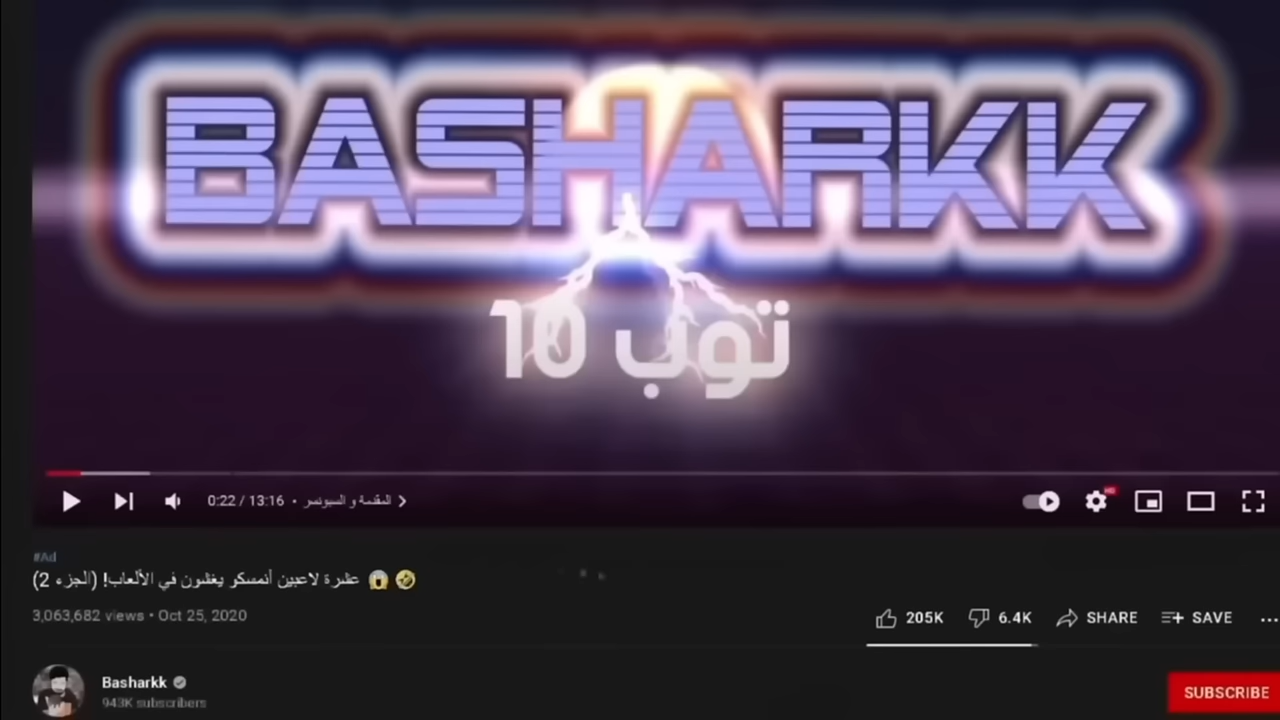 BASHARKK
توب 10
0:22 / 13:16 • المقدمة و السبونسر
HD
#Ad
عشرة لاعبين أنمسكو يغشون في الألعاب! (الجزء 2)
3,063,682 views • Oct 25, 2020
205K 6.4K SHARE SAVE
Basharkk
943K subscribers
SUBSCRIBE